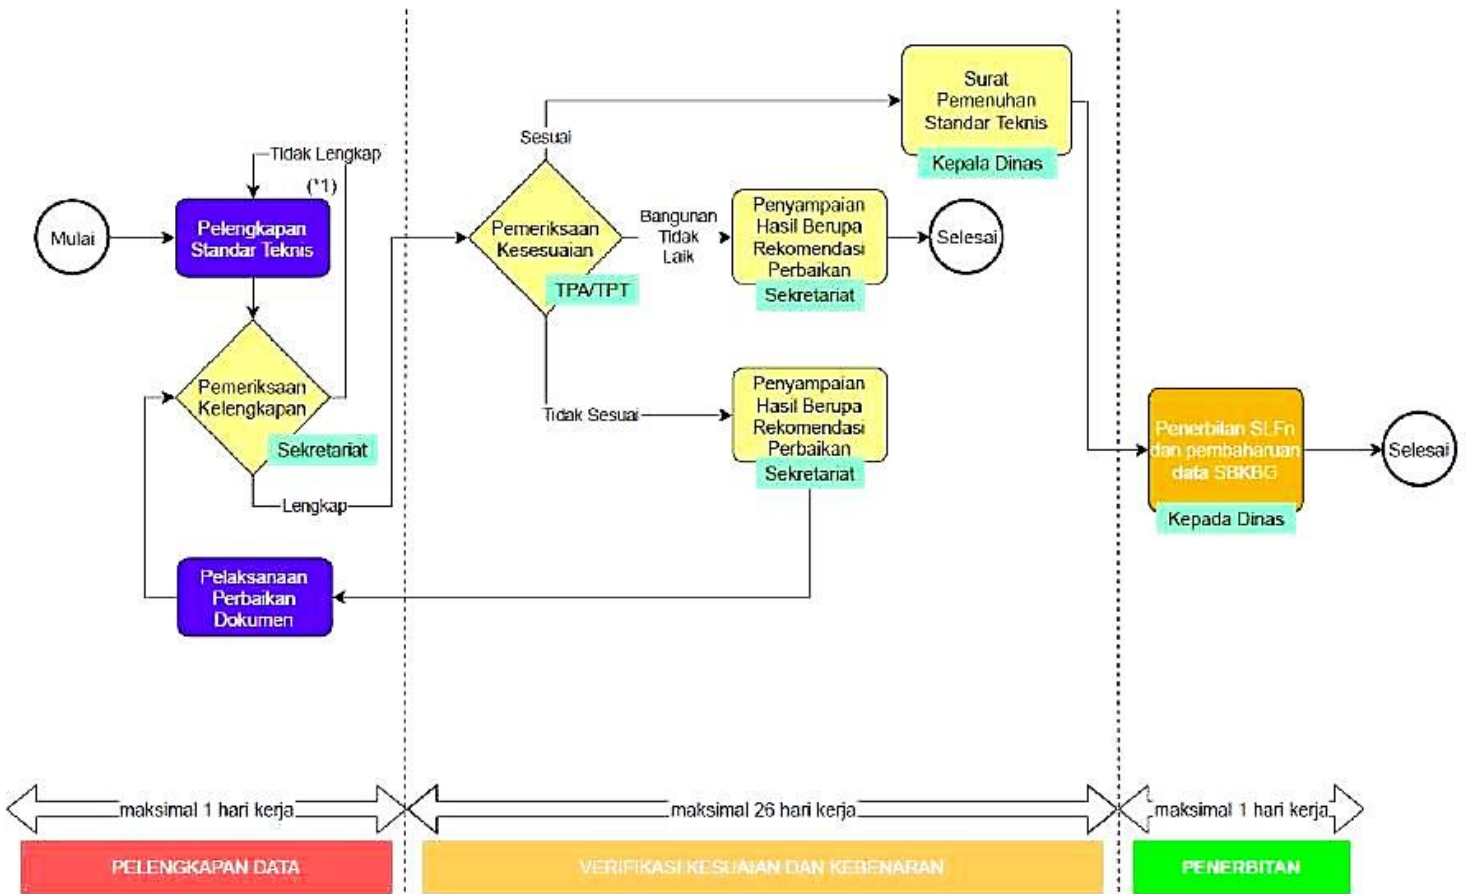 Mulai
Tidak Lengkap
(*1)
Pelengkapan
Standar Teknis
Pemeriksaan
Kelengkapan
Sekretariat
Lengkap
Pelaksanaan
Perbaikan
Dokumen
Sesuai
Pemeriksaan
Kesesuaian
TPA/TPT
Bangunan
Tidak
Laik
Tidak Sesuai
Surat
Pemenuhan
Standar Teknis
Kepala Dinas
Penyampaian
Hasil Berupa
Rekomendasi
Perbaikan
Sekretariat
Selesai
Penyampaian
Hasil Berupa
Rekomendasi
Perbaikan
Sekretariat
Penerbilan SLFn
dan pembaharuan
data SBKBG
Kepada Dinas
Selesai
maksimal 1 hari kerja
maksimal 26 hari kerja
maksimal 1 hari kerja
PELENGKAPAN DATA
VERIFIKASI KESUAIAN DAN KEBENARAN
PENERBITAN